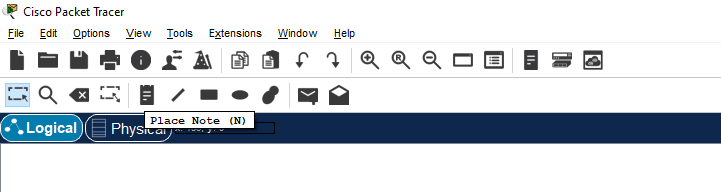 Cisco Packet Tracer
File Edit Options View Tools Extensions Window Help
Logical Physical
Place Note (N)